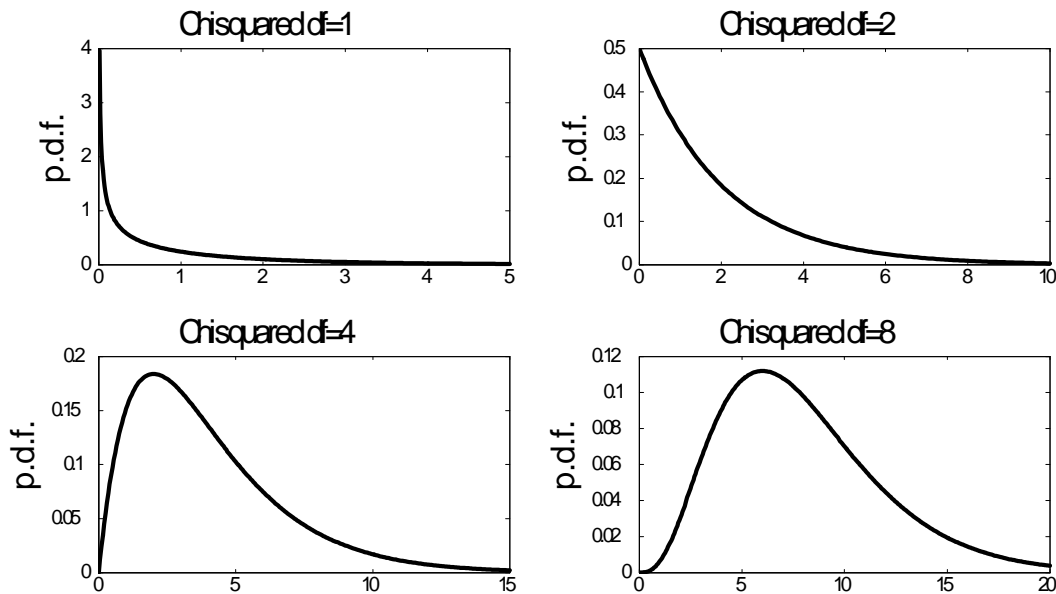 Chisquared df=1
4
3
2
1
0
p.d.f.
0 1 2 3 4 5
Chisquared df=2
0.5
0.4
0.3
0.2
0.1
0
p.d.f.
0 2 4 6 8 10
Chisquared df=4
0.2
0.15
0.1
0.05
0
p.d.f.
0 5 10 15
Chisquared df=8
0.12
0.1
0.08
0.06
0.04
0.02
0
p.d.f.
0 5 10 15 20